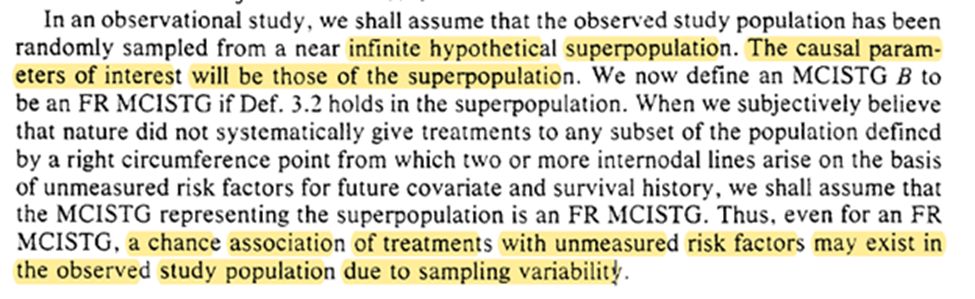 In an observational study, we shall assume that the observed study population has been
randomly sampled from a near infinite hypothetical superpopulation. The causal param-
eters of interest will be those of the superpopulation. We now define an MCISTG B to
be an FR MCISTG if Def. 3.2 holds in the superpopulation. When we subjectively believe
that nature did not systematically give treatments to any subset of the population defined
by a right circumference point from which two or more internodal lines arise on the basis
of unmeasured risk factors for future covariate and survival history, we shall assume that
the MCISTG representing the superpopulation is an FR MCISTG. Thus, even for an FR
MCISTG, a chance association of treatments with unmeasured risk factors may exist in
the observed study population due to sampling variability.